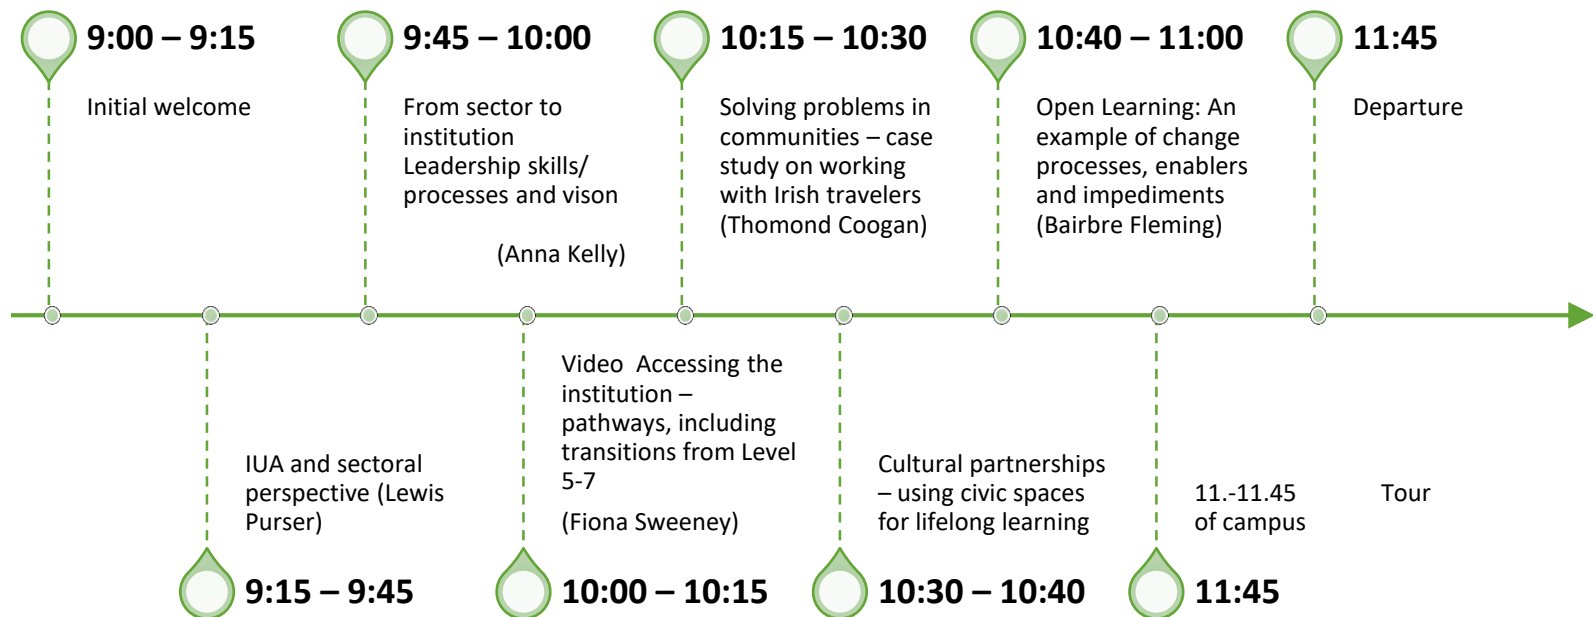 9:00 – 9:15
Initial welcome
9:45 – 10:00
From sector to
institution
Leadership skills/
processes and vison
(Anna Kelly)
10:15 – 10:30
Solving problems in
communities – case
study on working
with Irish travelers
(Thomond Coogan)
10:40 – 11:00
Open Learning: An
example of change
processes, enablers
and impediments
(Bairbre Fleming)
11:45
Departure
IUA and sectoral
perspective (Lewis
Purser)
9:15 – 9:45
Video Accessing the
institution –
pathways, including
transitions from Level
5-7
(Fiona Sweeney)
10:00 – 10:15
Cultural partnerships
– using civic spaces
for lifelong learning
10:30 – 10:40
11.-11.45 Tour
of campus
11:45